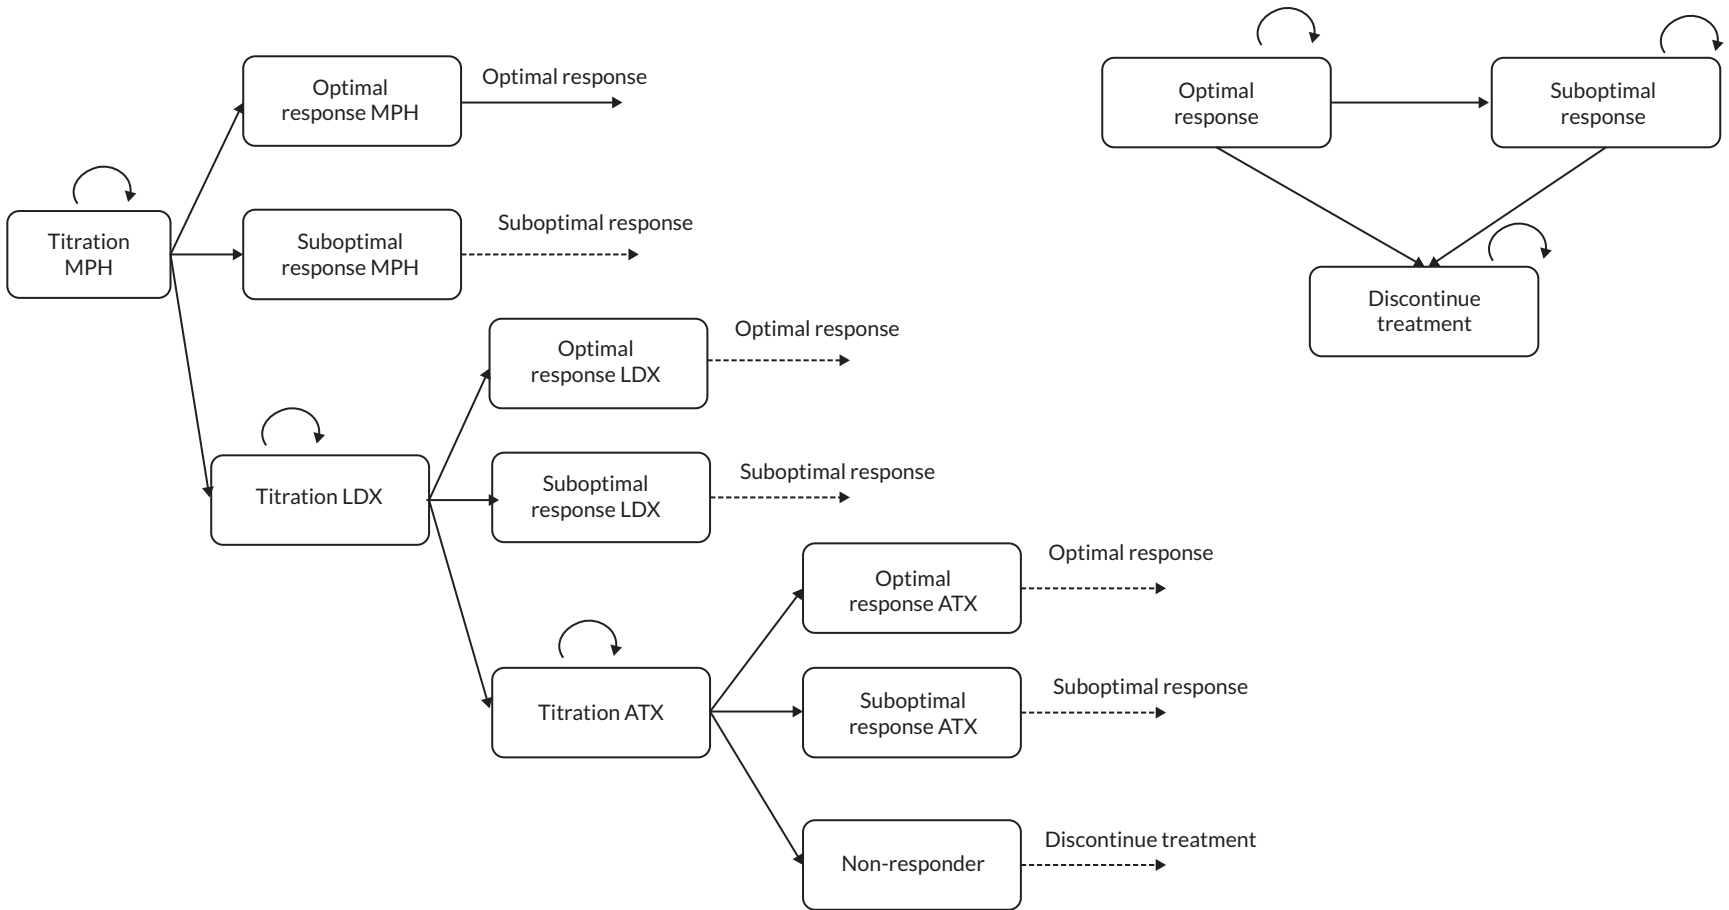 Optimal
response MPH
Optimal response
Titration
MPH
Suboptimal
response MPH
Suboptimal response
Optimal
response LDX
Optimal response
Titration LDX
Suboptimal
response LDX
Suboptimal response
Optimal
response ATX
Optimal response
Titration ATX
Suboptimal
response ATX
Suboptimal response
Non-responder
Discontinue treatment
Optimal
response
Suboptimal
response
Discontinue
treatment